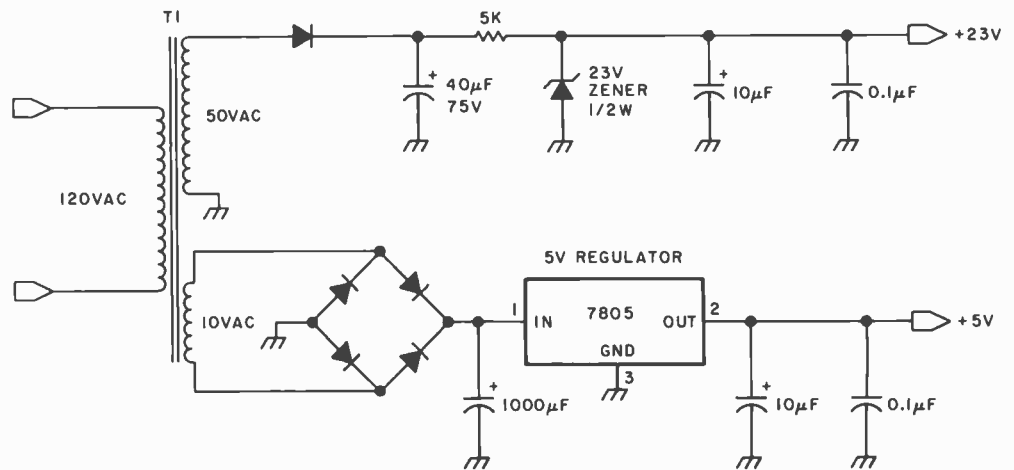 T1
120VAC
50VAC
10VAC
+
40µF
75V
5K
23V
ZENER
1/2W
+
10µF
0.1µF
+23V
+
1000µF
5V REGULATOR
1
IN
7805
OUT
2
GND
3
+
10µF
0.1µF
+5V